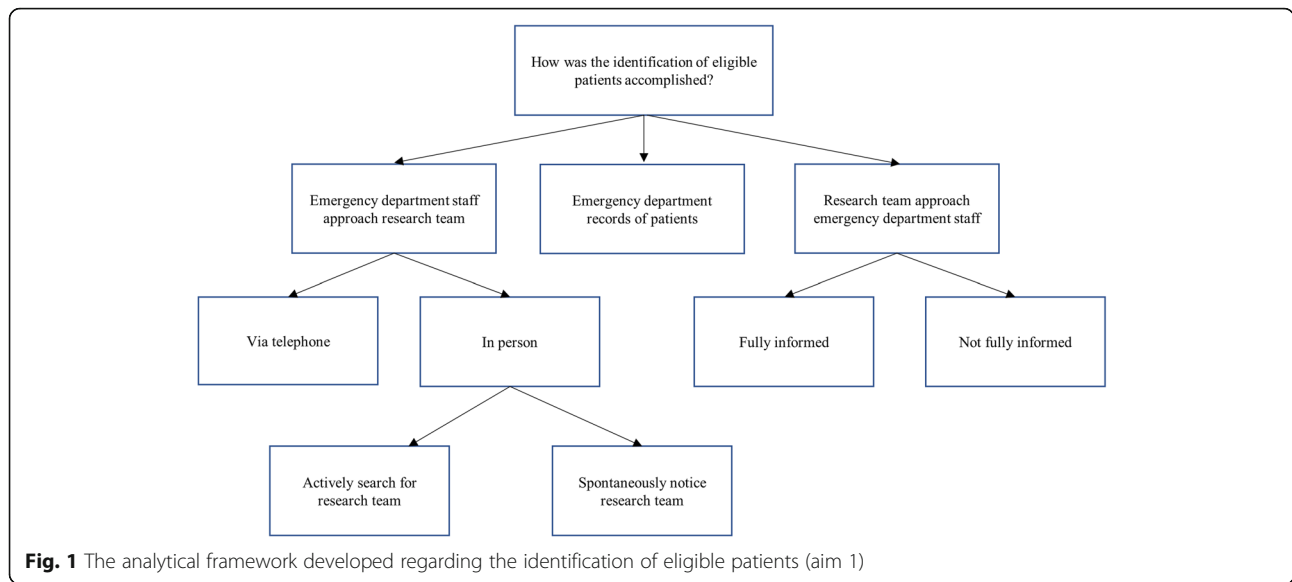 How was the identification of eligible
patients accomplished?
Emergency department staff
approach research team
Emergency department
records of patients
Research team approach
emergency department staff
Via telephone
In person
Fully informed
Not fully informed
Actively search for
research team
Spontaneously notice
research team
Fig. 1 The analytical framework developed regarding the identification of eligible patients (aim 1)